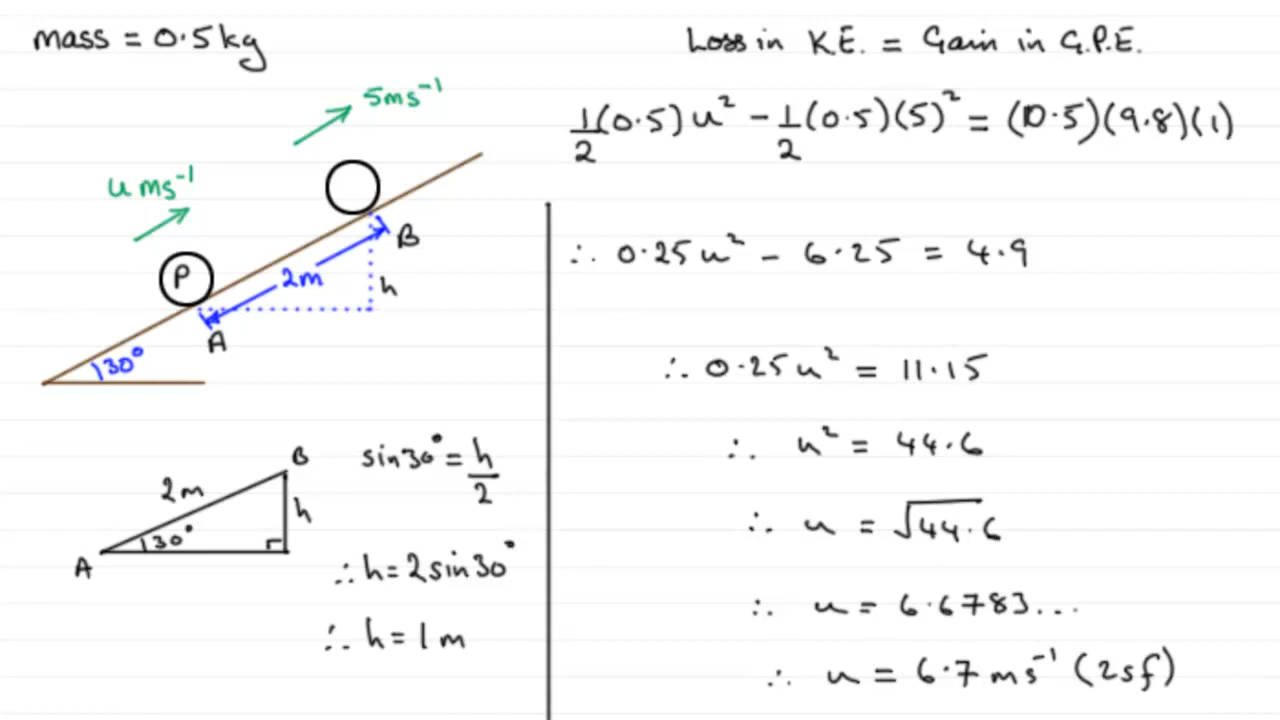 mass = 0.5kg
5ms⁻¹
u ms⁻¹
P
B
2m
h
A
30°
B
2m
h
30°
A
sin30° = h/2
∴ h = 2sin30°
∴ h = 1m
Loss in K.E. = Gain in G.P.E.
1/2(0.5)u² - 1/2(0.5)(5)² = (0.5)(9.8)(1)
∴ 0.25u² - 6.25 = 4.9
∴ 0.25u² = 11.15
∴ u² = 44.6
∴ u = √44.6
∴ u = 6.6783...
∴ u = 6.7ms⁻¹ (2sf)